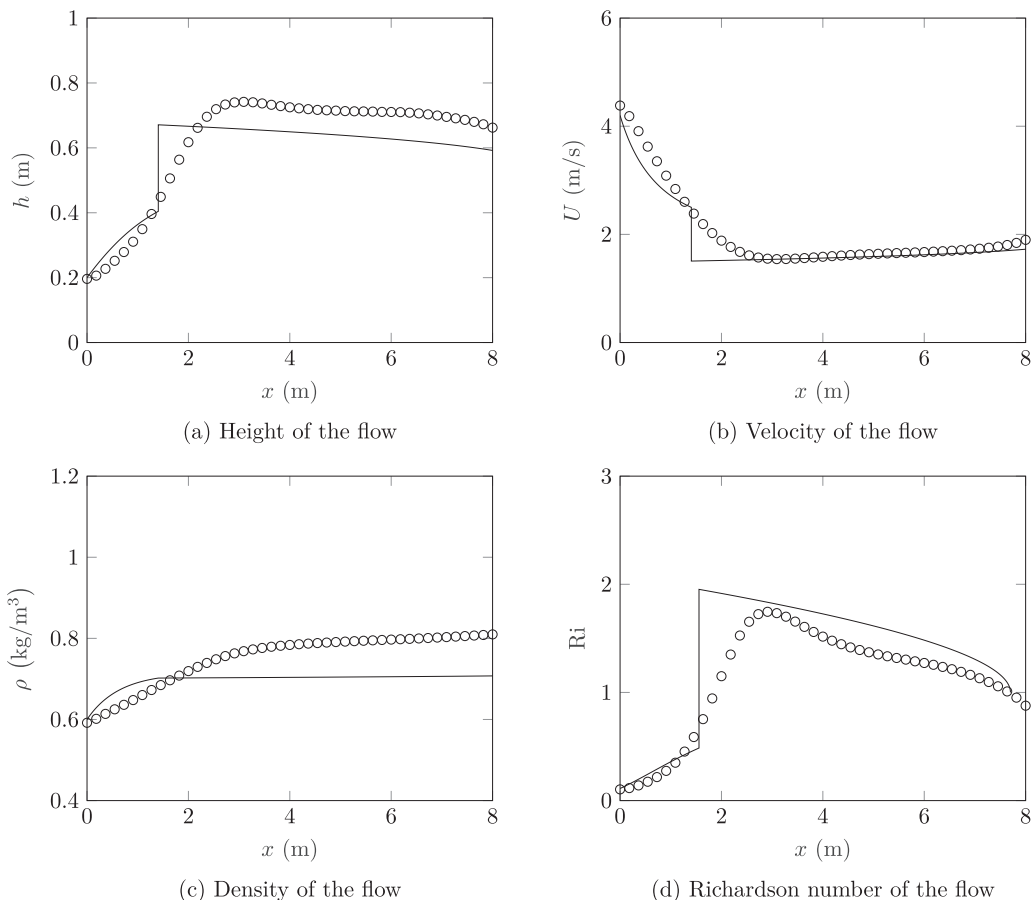 1
0.8
0.6
0.4
0.2
0
0 2 4 6 8
h (m)
x (m)
(a) Height of the flow
6
4
2
0
0 2 4 6 8
U (m/s)
x (m)
(b) Velocity of the flow
1.2
1
0.8
0.6
0.4
0 2 4 6 8
ρ (kg/m³)
x (m)
(c) Density of the flow
3
2
1
0
0 2 4 6 8
Ri
x (m)
(d) Richardson number of the flow